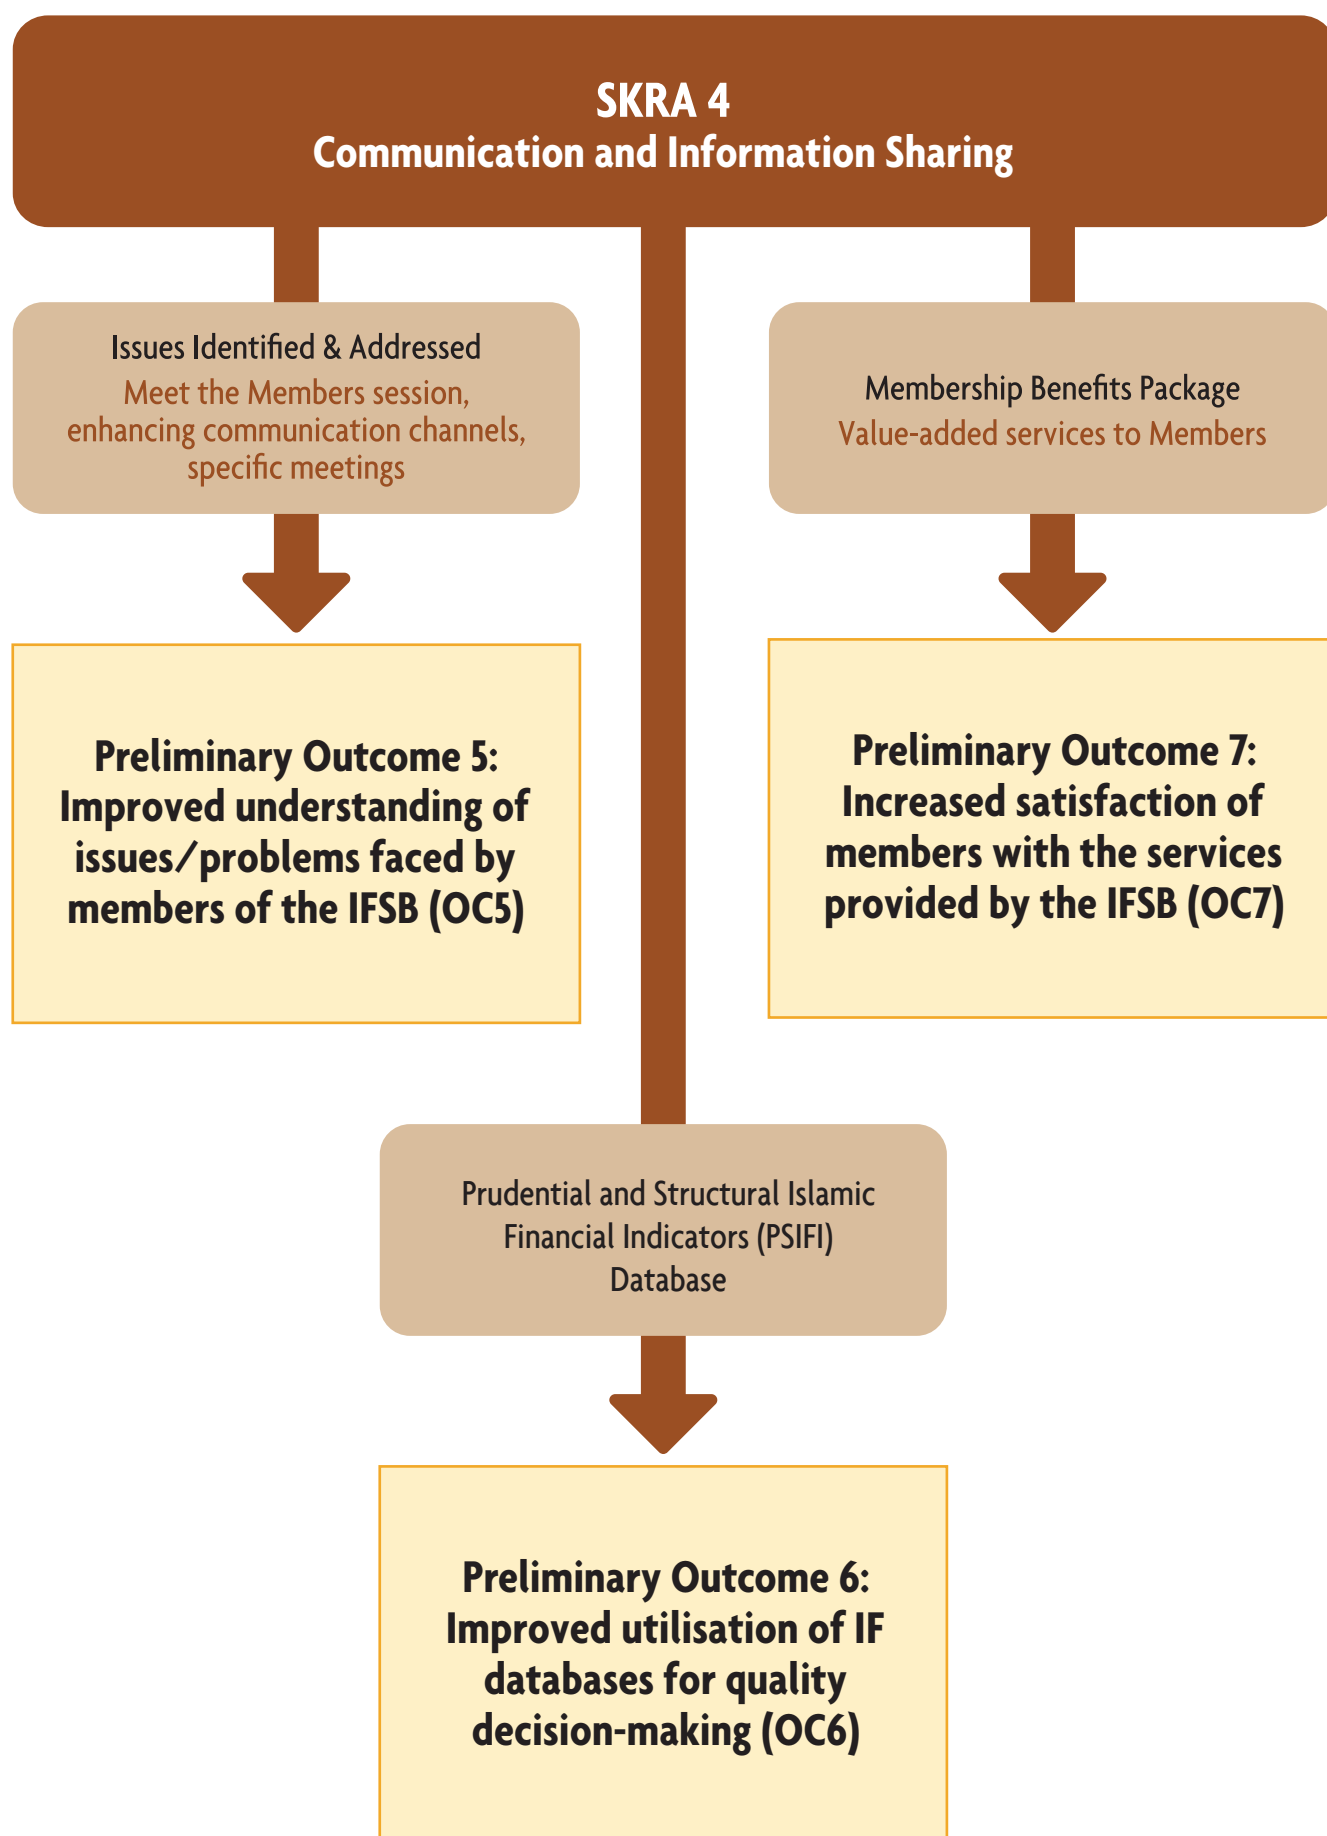 SKRA 4
Communication and Information Sharing
Issues Identified & Addressed
Meet the Members session,
enhancing communication channels,
specific meetings
Membership Benefits Package
Value-added services to Members
Preliminary Outcome 5:
Improved understanding of
issues/problems faced by
members of the IFSB (OC5)
Preliminary Outcome 7:
Increased satisfaction of
members with the services
provided by the IFSB (OC7)
Prudential and Structural Islamic
Financial Indicators (PSIFI)
Database
Preliminary Outcome 6:
Improved utilisation of IF
databases for quality
decision-making (OC6)